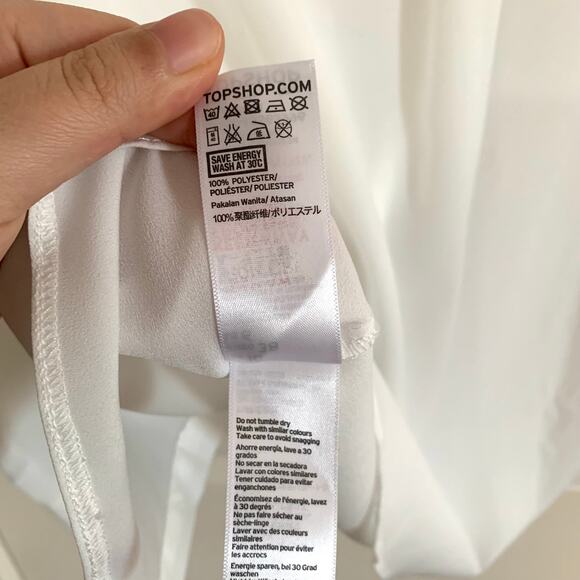 TOPSHOP.COM
40
SAVE ENERGY
WASH AT 30°C
100% POLYESTER/
POLIÉSTER/ POLIESTER
Pakaian Wanita/ Atasan
100%聚酯纤维/ポリエステル
Do not tumble dry
Wash with similar colours
Take care to avoid snagging
Ahorre energía, lave a 30
grados
No secar en la secadora
Lavar con colores similares
Tener cuidado para evitar
enganchones
Économisez de l'énergie, lavez
à 30 degrés
Ne pas faire sécher au
sèche-linge
Laver avec des couleurs similaires
Faire attention pour éviter
les accrocs
Energie sparen, bei 30 Grad
waschen